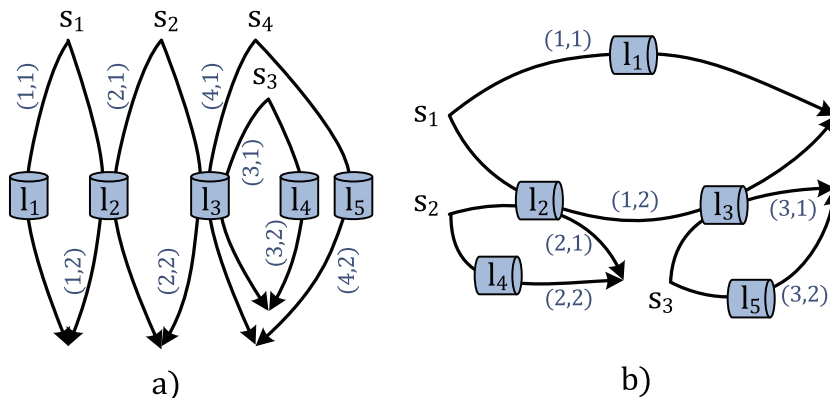 s1 s2 s4
s3
(1,1) (2,1) (4,1)
(3,1)
l1 l2 l3 l4 l5
(1,2) (2,2) (3,2) (4,2)
a)
(1,1)
l1
s1
s2
l2 (1,2) l3
(3,1)
(2,1)
l4
(2,2)
s3
l5 (3,2)
b)